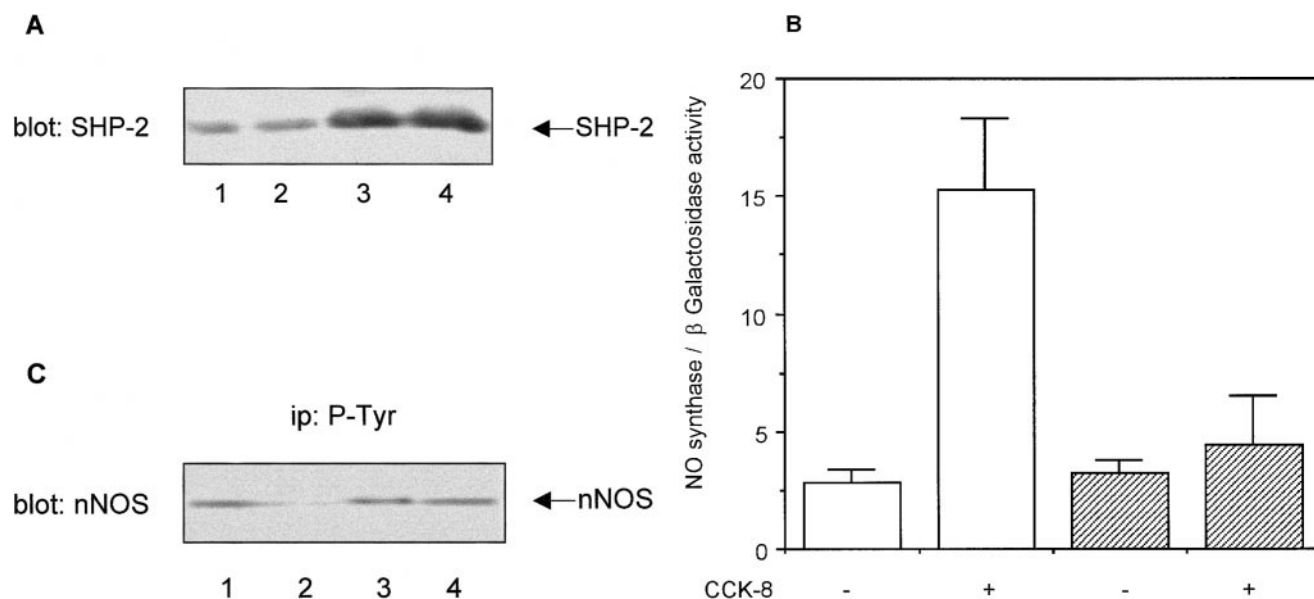 A
blot: SHP-2
SHP-2
1 2 3 4
C
ip: P-Tyr
blot: nNOS
nNOS
1 2 3 4
B
NO synthase / β Galactosidase activity
20
15
10
5
0
CCK-8 - + - +